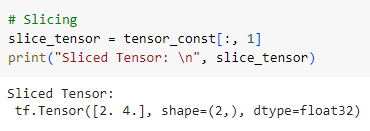 # Slicing
slice_tensor = tensor_const[:, 1]
print("Sliced Tensor: \n", slice_tensor)
Sliced Tensor:
 tf.Tensor([2. 4.], shape=(2,), dtype=float32)